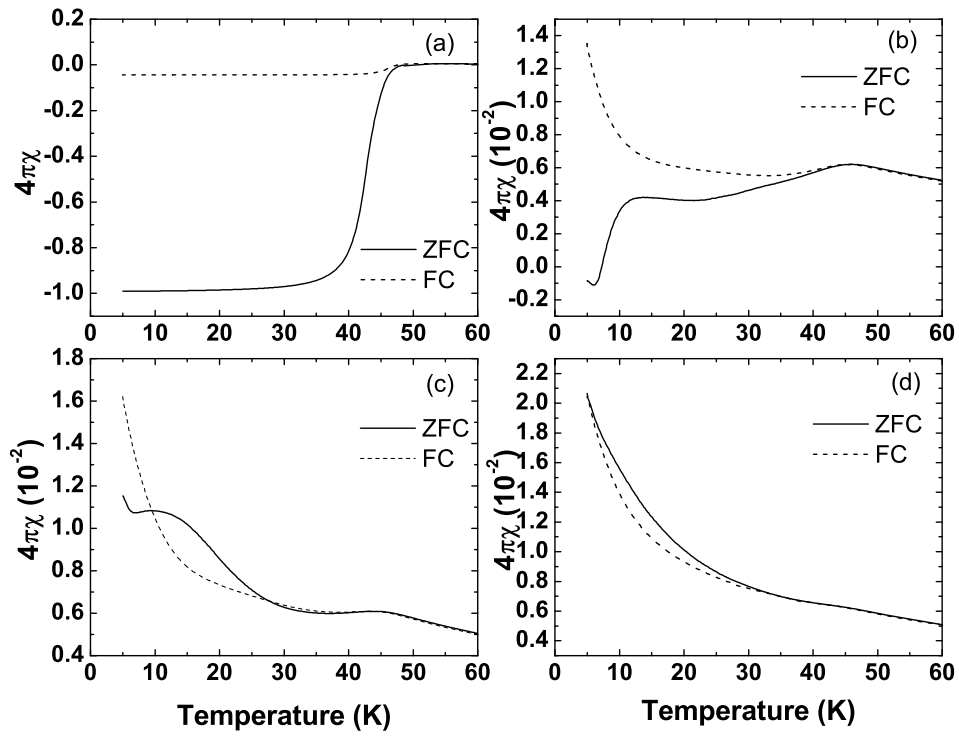 (a)
0.2
0.0
-0.2
-0.4
-0.6
-0.8
-1.0
4πχ
ZFC
FC
0 10 20 30 40 50 60
(b)
1.4
1.2
1.0
0.8
0.6
0.4
0.2
0.0
-0.2
4πχ (10⁻²)
ZFC
FC
0 10 20 30 40 50 60
(c)
1.8
1.6
1.4
1.2
1.0
0.8
0.6
0.4
4πχ (10⁻²)
ZFC
FC
0 10 20 30 40 50 60
Temperature (K)
(d)
2.2
2.0
1.8
1.6
1.4
1.2
1.0
0.8
0.6
0.4
4πχ (10⁻²)
ZFC
FC
0 10 20 30 40 50 60
Temperature (K)